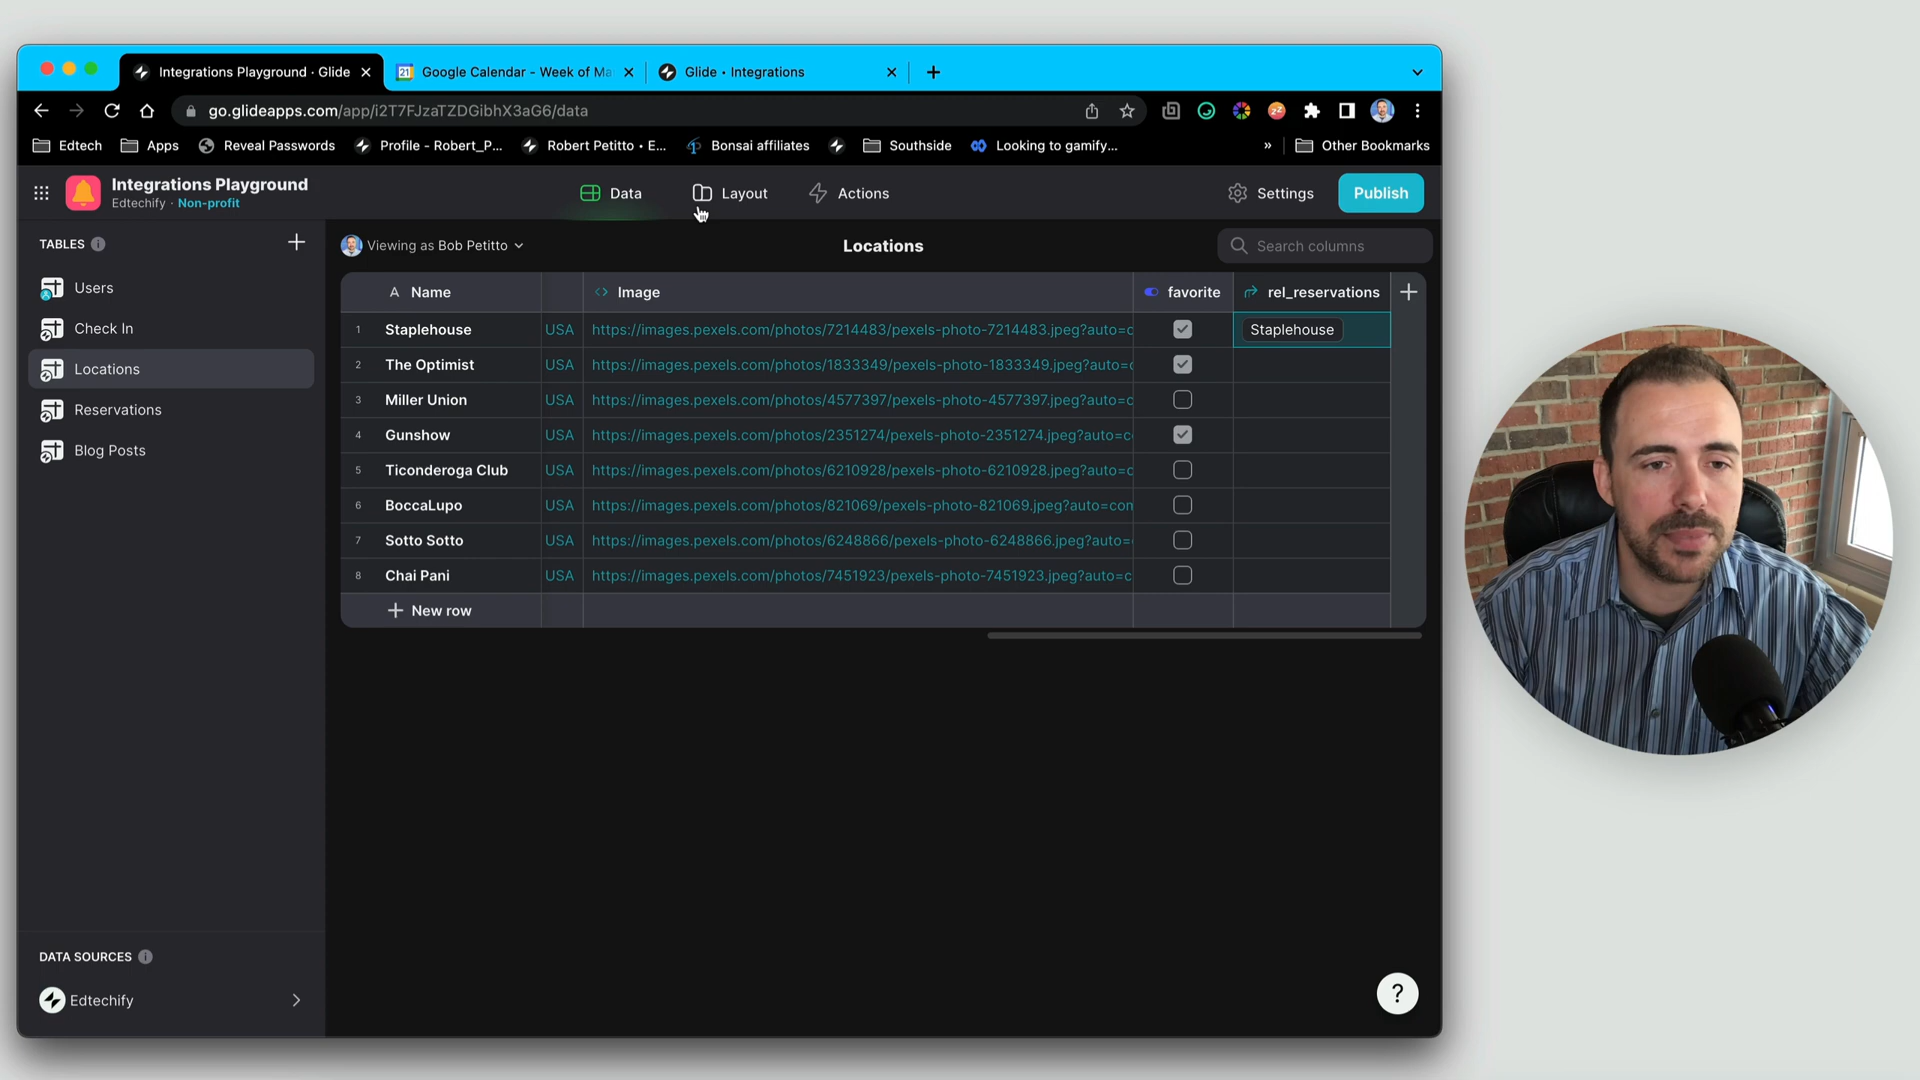 Integrations Playground · Glide
21 Google Calendar - Week of Ma
Glide • Integrations
go.glideapps.com/app/i2T7FJzaTZDGibhX3aG6/data
Edtech Apps Reveal Passwords Profile - Robert_P... Robert Petitto • E... Bonsai affiliates Southside Looking to gamify,... » Other Bookmarks
Integrations Playground
Edtechify · Non-profit
Data Layout Actions Settings Publish
TABLES
Users
Check In
Locations
Reservations
Blog Posts
DATA SOURCES
Edtechify
Viewing as Bob Petitto Locations Search columns
Name Image favorite rel_reservations
1 Staplehouse USA https://images.pexels.com/photos/7214483/pexels-photo-7214483.jpeg?auto=c Staplehouse
2 The Optimist USA https://images.pexels.com/photos/1833349/pexels-photo-1833349.jpeg?auto=c
3 Miller Union USA https://images.pexels.com/photos/4577397/pexels-photo-4577397.jpeg?auto=c
4 Gunshow USA https://images.pexels.com/photos/2351274/pexels-photo-2351274.jpeg?auto=c
5 Ticonderoga Club USA https://images.pexels.com/photos/6210928/pexels-photo-6210928.jpeg?auto=c
6 BoccaLupo USA https://images.pexels.com/photos/821069/pexels-photo-821069.jpeg?auto=com
7 Sotto Sotto USA https://images.pexels.com/photos/6248866/pexels-photo-6248866.jpeg?auto=
8 Chai Pani USA https://images.pexels.com/photos/7451923/pexels-photo-7451923.jpeg?auto=c
New row
?